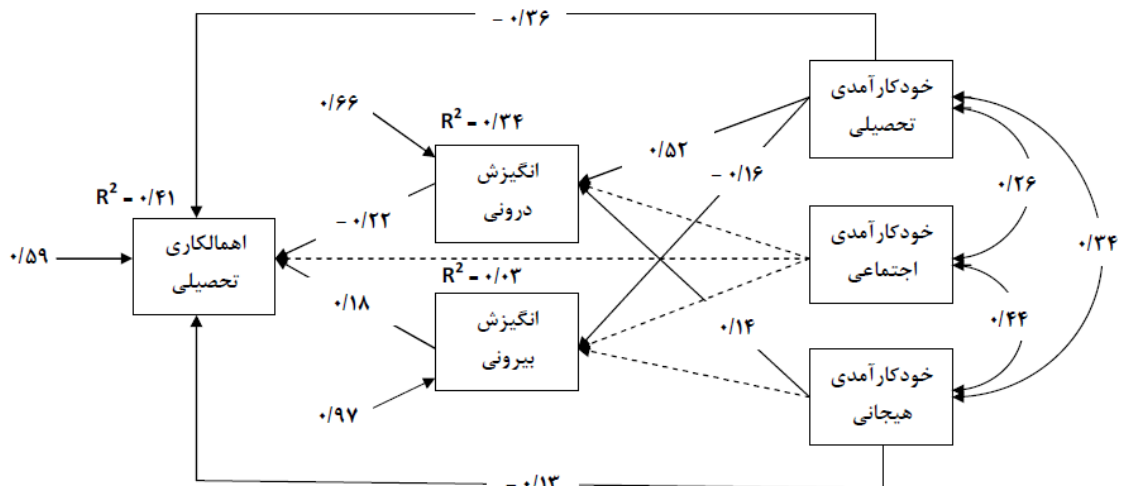 − ۰/۳۶
خودکارآمدی
تحصیلی
۰/۶۶
R² − ۰/۳۴
انگیزش
درونی
۰/۵۲
− ۰/۱۶
۰/۲۶
R² − ۰/۴۱
− ۰/۲۲
اهمالکاری
تحصیلی
۰/۵۹
خودکارآمدی
اجتماعی
۰/۳۴
R² − ۰/۰۳
۰/۱۸
انگیزش
بیرونی
۰/۱۴
۰/۴۴
خودکارآمدی
هیجانی
۰/۹۷
− ۰/۱۳